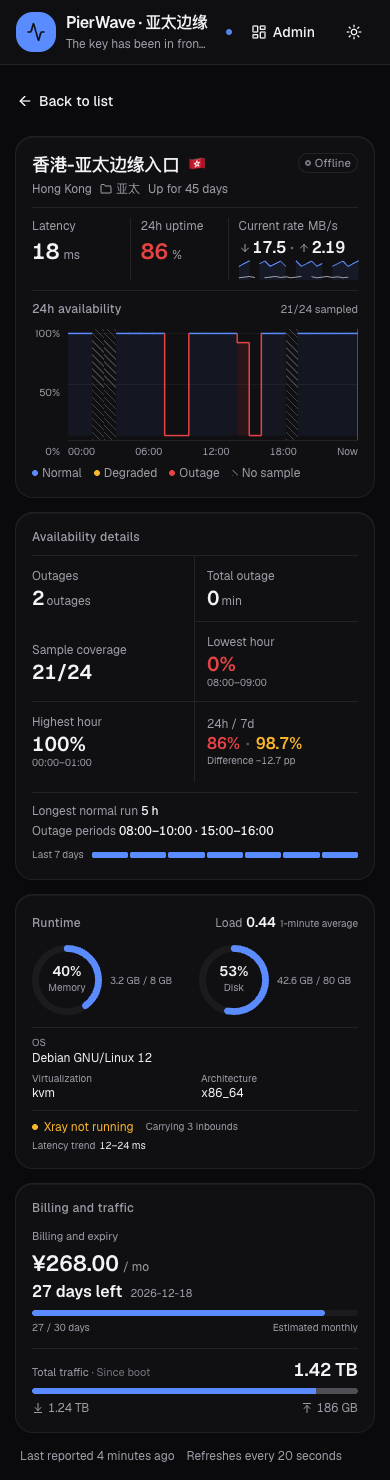 PierWave · 亚太边缘
The key has been in fron...
Admin
Back to list
香港-亚太边缘入口 🇭🇰
Offline
Hong Kong 亚太 Up for 45 days
Latency
18 ms
24h uptime
86 %
Current rate MB/s
↓ 17.5 · ↑ 2.19
24h availability
21/24 sampled
100%
50%
0%
00:00 06:00 12:00 18:00 Now
Normal Degraded Outage No sample
Availability details
Outages
2 outages
Total outage
0 min
Sample coverage
21/24
Lowest hour
0%
08:00–09:00
Highest hour
100%
00:00–01:00
24h / 7d
86% · 98.7%
Difference −12.7 pp
Longest normal run 5 h
Outage periods 08:00–10:00 · 15:00–16:00
Last 7 days
Runtime
Load 0.44 1-minute average
40%
Memory
3.2 GB / 8 GB
53%
Disk
42.6 GB / 80 GB
OS
Debian GNU/Linux 12
Virtualization
kvm
Architecture
x86_64
Xray not running Carrying 3 inbounds
Latency trend 12–24 ms
Billing and traffic
Billing and expiry
¥268.00 / mo
27 days left 2026-12-18
27 / 30 days
Estimated monthly
Total traffic · Since boot
1.42 TB
1.24 TB
186 GB
Last reported 4 minutes ago Refreshes every 20 seconds